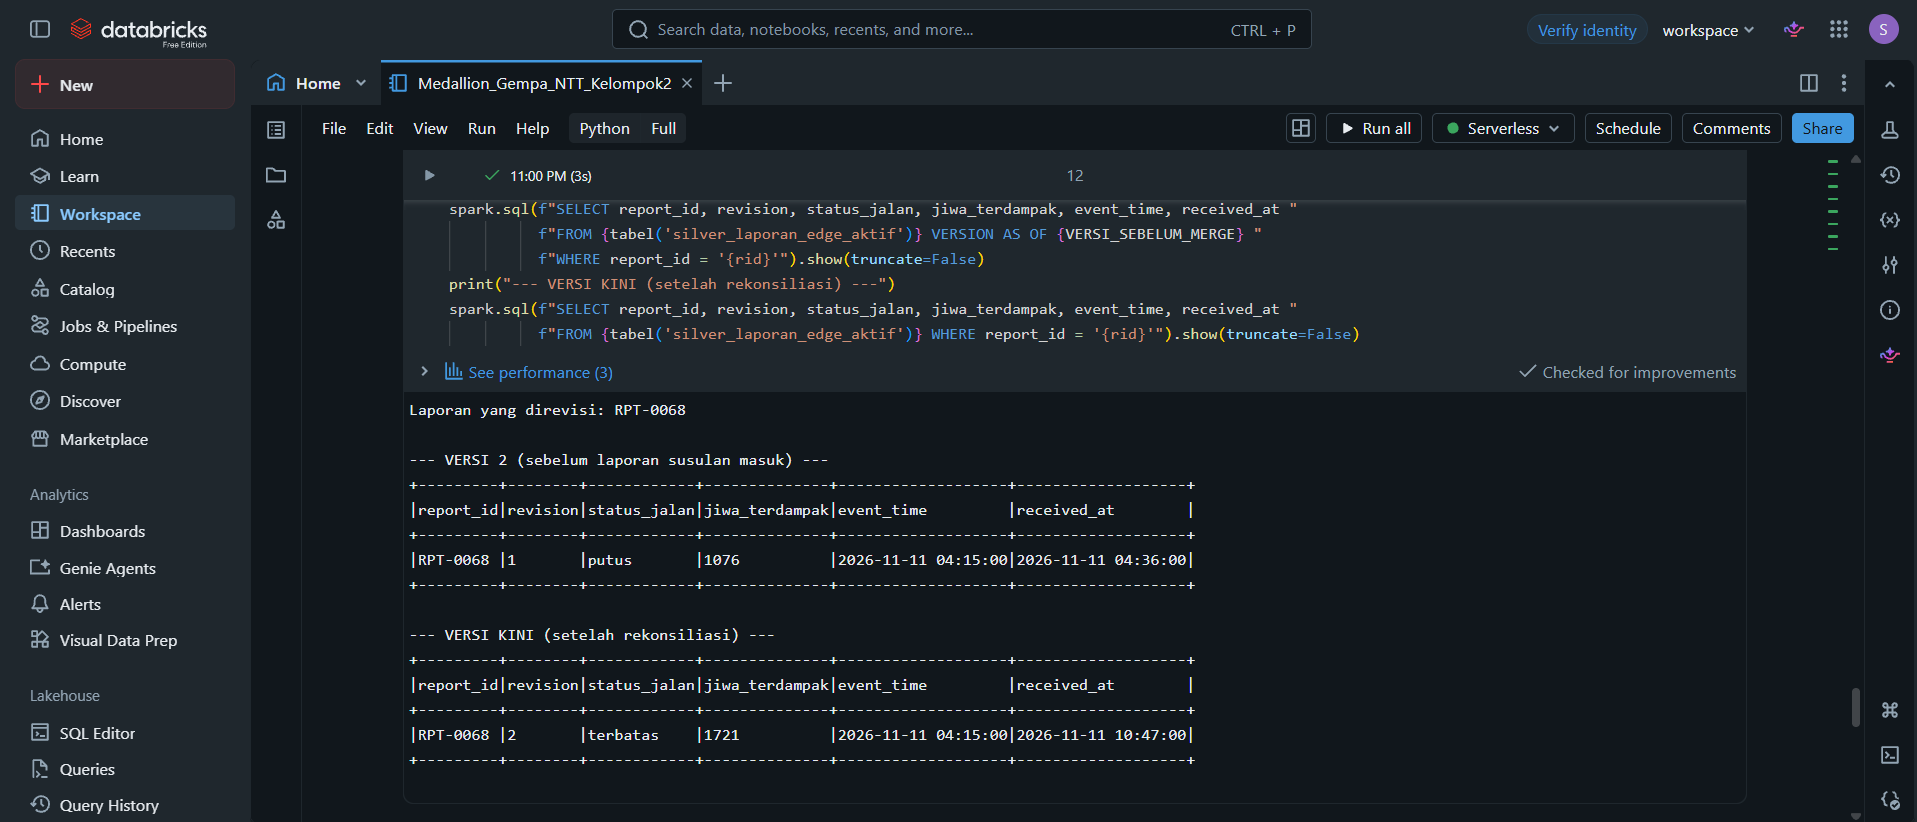 databricks
Free Edition
Search data, notebooks, recents, and more...
CTRL + P
Verify identity
workspace
S
New
Home
Medallion_Gempa_NTT_Kelompok2
File
Edit
View
Run
Help
Python
Full
Run all
Serverless
Schedule
Comments
Share
Home
Learn
Workspace
Recents
Catalog
Jobs & Pipelines
Compute
Discover
Marketplace
Analytics
Dashboards
Genie Agents
Alerts
Visual Data Prep
Lakehouse
SQL Editor
Queries
Query History
11:00 PM (3s)
12
spark.sql(f"SELECT report_id, revision, status_jalan, jiwa_terdampak, event_time, received_at "
f"FROM {tabel('silver_laporan_edge_aktif')} VERSION AS OF {VERSI_SEBELUM_MERGE} "
f"WHERE report_id = '{rid}'").show(truncate=False)
print("--- VERSI KINI (setelah rekonsiliasi) ---")
spark.sql(f"SELECT report_id, revision, status_jalan, jiwa_terdampak, event_time, received_at "
f"FROM {tabel('silver_laporan_edge_aktif')} WHERE report_id = '{rid}'").show(truncate=False)
See performance (3)
Checked for improvements
Laporan yang direvisi: RPT-0068
--- VERSI 2 (sebelum laporan susulan masuk) ---
+---------+--------+------------+--------------+-------------------+-------------------+
|report_id|revision|status_jalan|jiwa_terdampak|event_time         |received_at        |
+---------+--------+------------+--------------+-------------------+-------------------+
|RPT-0068 |1       |putus       |1076          |2026-11-11 04:15:00|2026-11-11 04:36:00|
+---------+--------+------------+--------------+-------------------+-------------------+
--- VERSI KINI (setelah rekonsiliasi) ---
+---------+--------+------------+--------------+-------------------+-------------------+
|report_id|revision|status_jalan|jiwa_terdampak|event_time         |received_at        |
+---------+--------+------------+--------------+-------------------+-------------------+
|RPT-0068 |2       |terbatas    |1721          |2026-11-11 04:15:00|2026-11-11 10:47:00|
+---------+--------+------------+--------------+-------------------+-------------------+